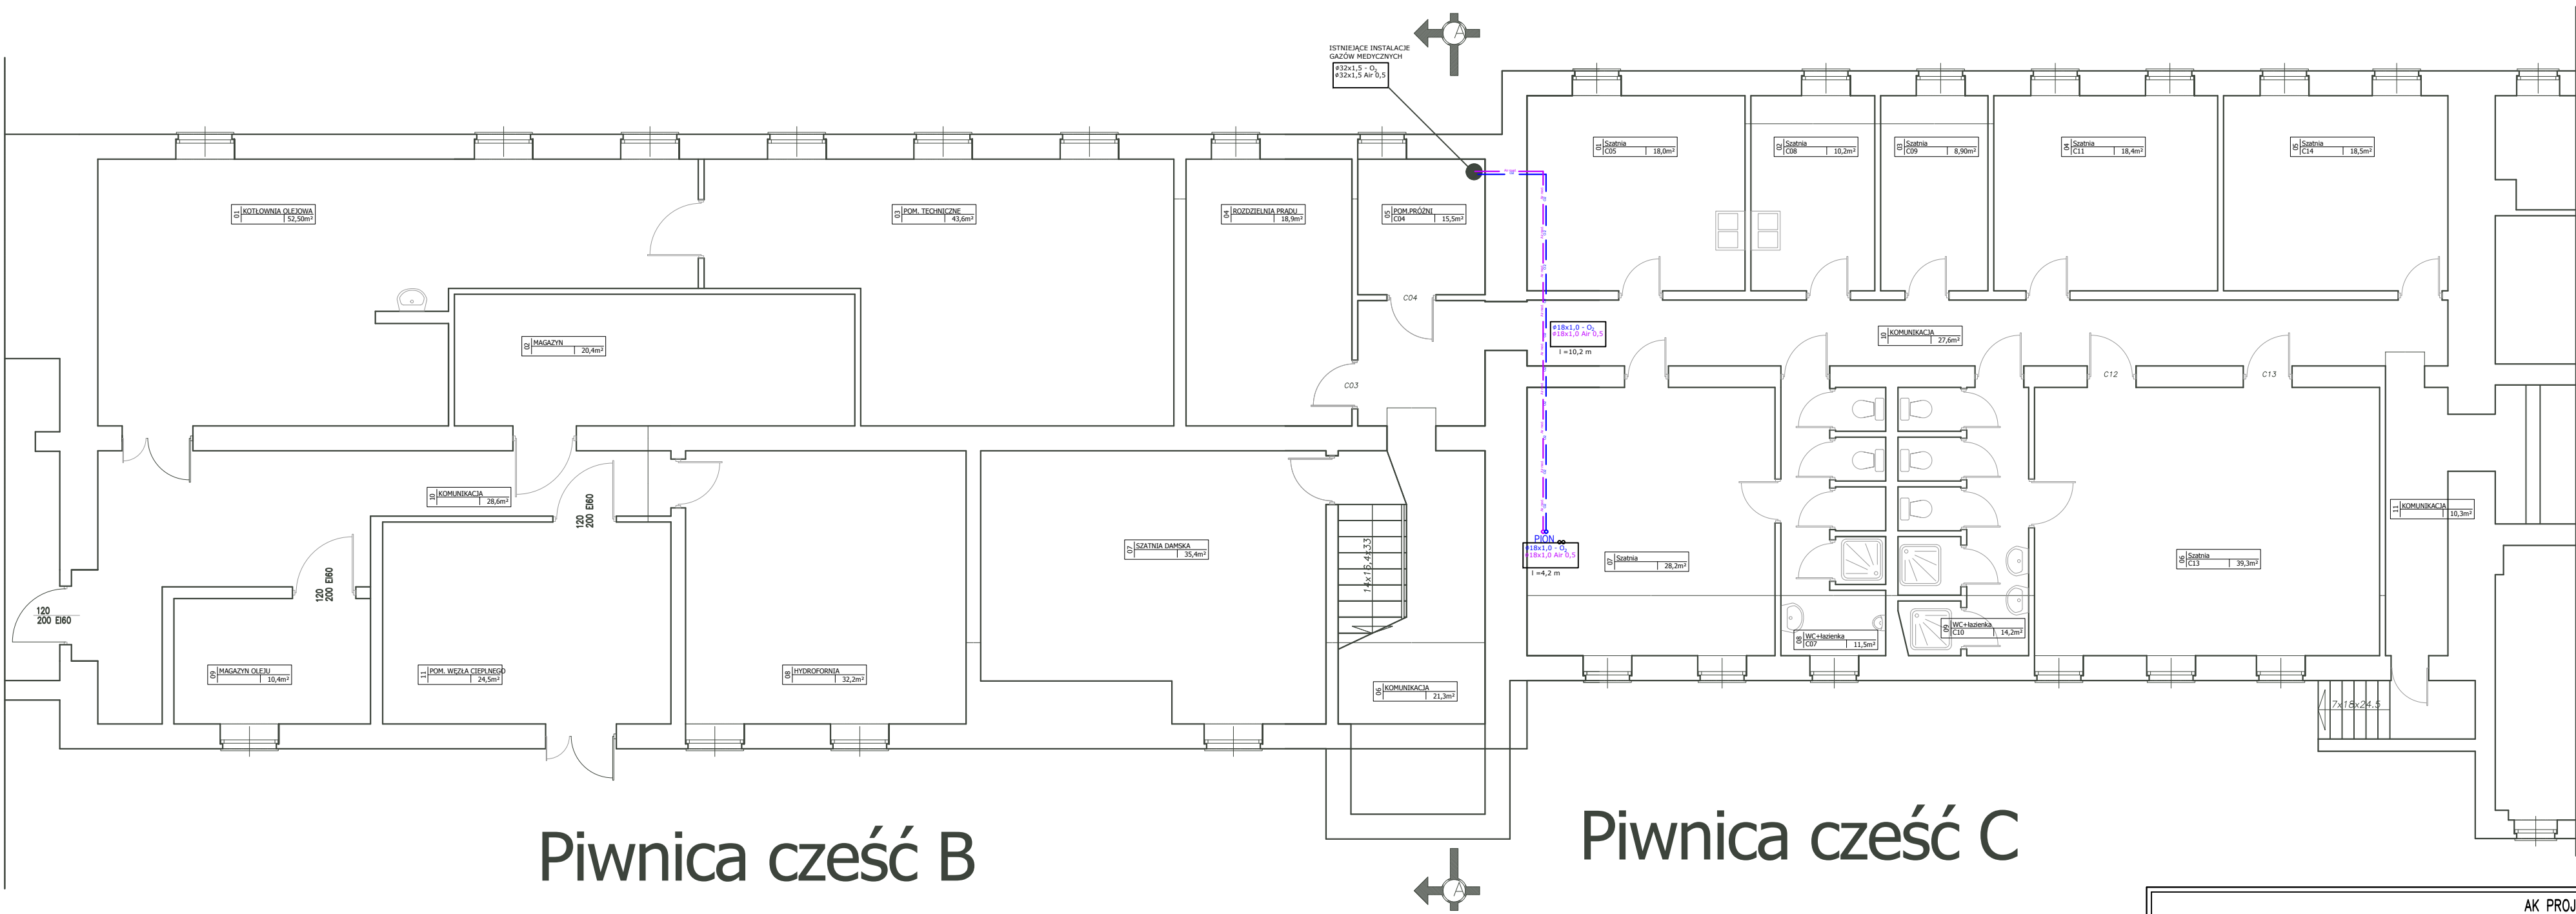 ISTNIEJĄCE INSTALACJE
GAZÓW MEDYCZNYCH
ø32x1,5 - O₂
ø32x1,5 Air 0,5
A
01 KOTŁOWNIA OLEJOWA
52,50m²
03 POM. TECHNICZNE
43,6m²
04 ROZDZIELNIA PRADU
18,9m²
05 POM.PRÓŻNI
C04 15,5m²
01 Szatnia
C05 18,0m²
02 Szatnia
C08 10,2m²
03 Szatnia
C09 8,90m²
04 Szatnia
C11 18,4m²
05 Szatnia
C14 18,5m²
02 MAGAZYN
20,4m²
C04
C03
ø18x1,0 - O₂
ø18x1,0 Air 0,5
l =10,2 m
10 KOMUNIKACJA
27,6m²
C12
C13
10 KOMUNIKACJA
28,6m²
120
200 EI60
120
200 EI60
120
200 EI60
07 SZATNIA DAMSKA
35,4m²
14x16,4x33
PION
ø18x1,0 - O₂
ø18x1,0 Air 0,5
l =4,2 m
07 Szatnia
28,2m²
06 Szatnia
C13 39,3m²
11 KOMUNIKACJA
10,3m²
08 WC+łazienka
C07 11,5m²
09 WC+łazienka
C10 14,2m²
09 MAGAZYN OLEJU
10,4m²
11 POM. WĘZŁA CIEPLNEGO
24,5m²
08 HYDROFORNIA
32,2m²
06 KOMUNIKACJA
21,3m²
7x18x24.5
Piwnica cześć B
Piwnica cześć C
A
AK PROJ